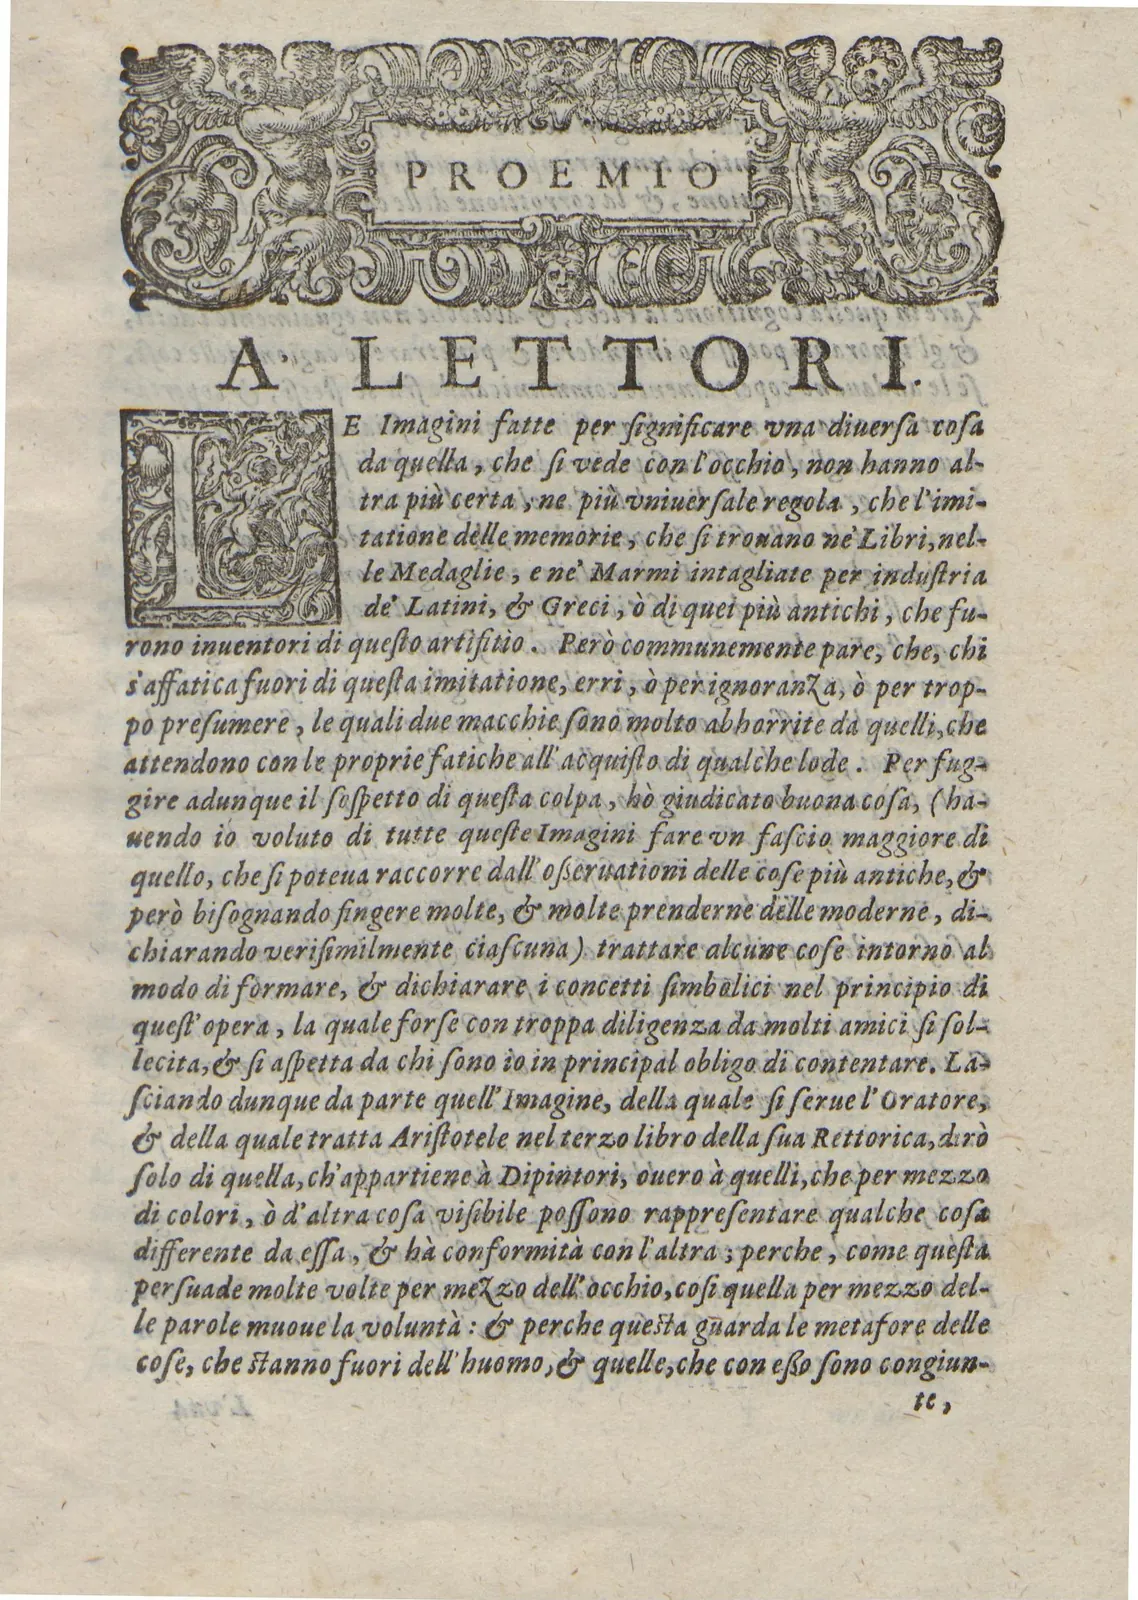 PROEMIO
A' LETTORI.
LE Imagini fatte per ſignificare vna diuerſa coſa
da quella, che ſi vede con l'occhio, non hanno al-
tra più certa, ne più vniuerſale regola, che l'imi-
tatione delle memorie, che ſi trouano ne' Libri, nel-
le Medaglie, e ne' Marmi intagliate per induſtria
de' Latini, & Greci, ò di quei più antichi, che fu-
rono inuentori di queſto artifitio. Però communemente pare, che, chi
s'affatica fuori di queſta imitatione, erri, ò per ignoranza, ò per trop-
po preſumere, le quali due macchie ſono molto abhorrite da quelli, che
attendono con le proprie fatiche all'acquiſto di qualche lode. Per fug-
gire adunque il ſoſpetto di queſta colpa, hò giudicato buona coſa, (ha-
uendo io voluto di tutte queſte Imagini fare vn faſcio maggiore di
quello, che ſi poteua raccorre dall'oſſeruationi delle coſe più antiche, &
però biſognando fingere molte, & molte prenderne delle moderne, di-
chiarando veriſimilmente ciaſcuna) trattare alcune coſe intorno al
modo di formare, & dichiarare i concetti ſimbolici nel principio di
queſt'opera, la quale forſe con troppa diligenza da molti amici ſi ſol-
lecita, & ſi aſpetta da chi ſono io in principal obligo di contentare. La-
ſciando dunque da parte quell'Imagine, della quale ſi ſerue l'Oratore,
& della quale tratta Ariſtotele nel terzo libro della ſua Rettorica, dirò
ſolo di quella, ch'appartiene à Dipintori, ouero à quelli, che per mezzo
di colori, ò d'altra coſa viſibile poſſono rappreſentare qualche coſa
differente da eſſa, & hà conformità con l'altra; perche, come queſta
perſuade molte volte per mezzo dell'occhio, coſi quella per mezzo del-
le parole muoue la voluntà: & perche queſta guarda le metafore delle
coſe, che ſtanno fuori dell'huomo, & quelle, che con eſſo ſono congiun-
te,